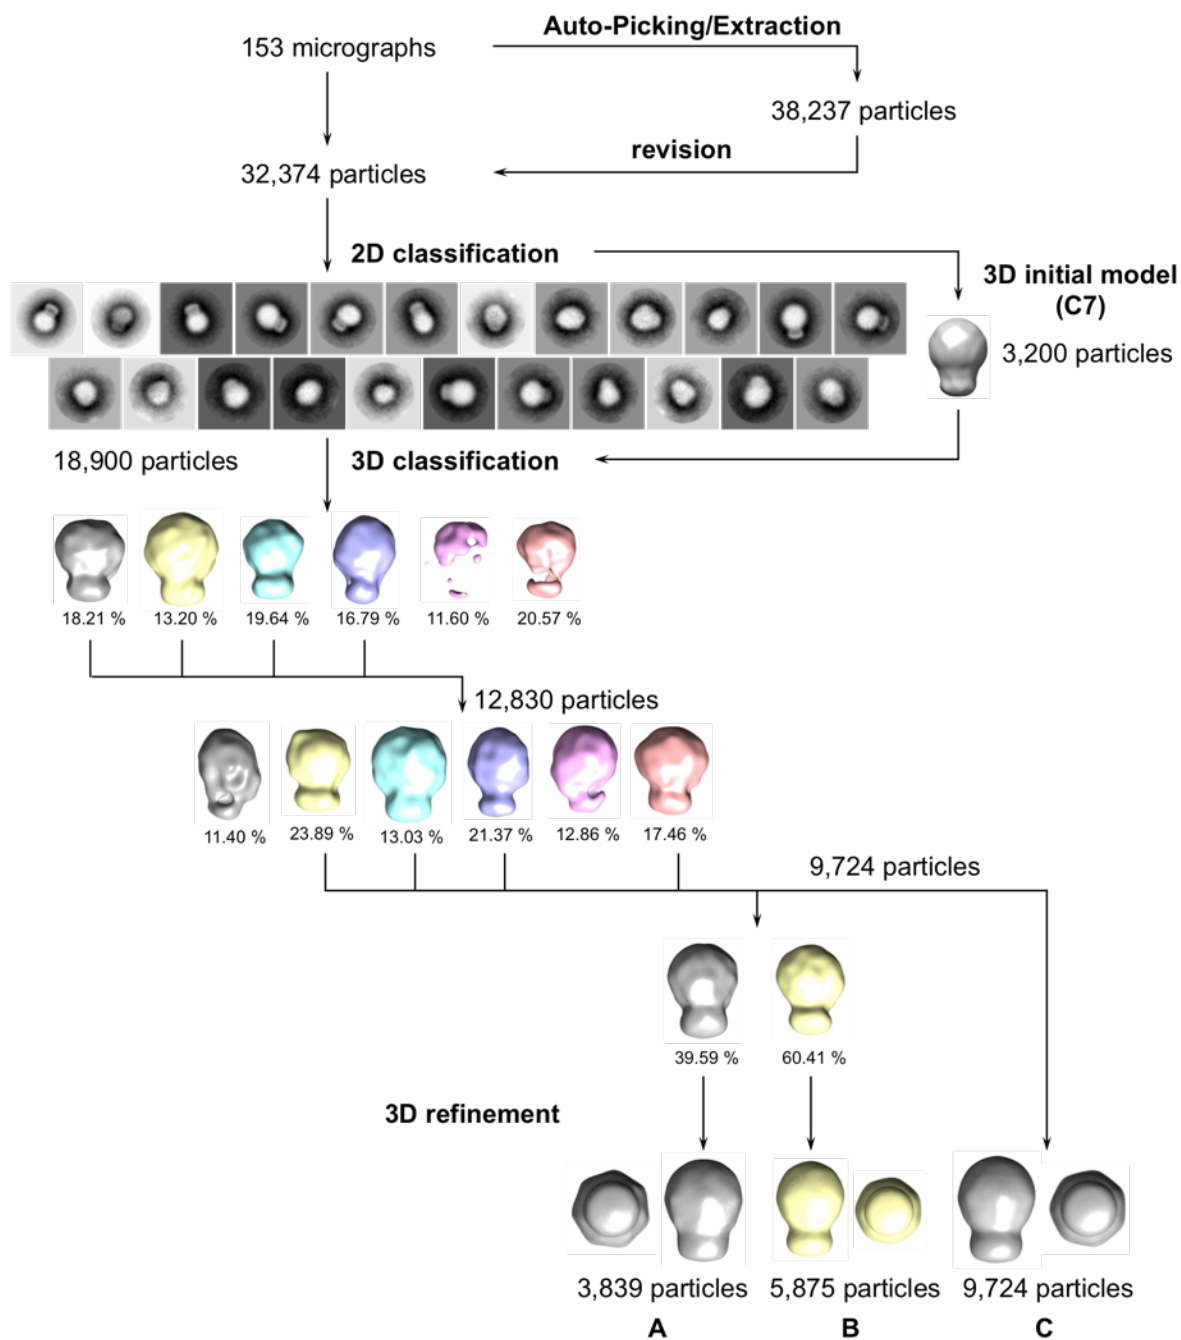 Auto-Picking/Extraction
153 micrographs
38,237 particles
revision
32,374 particles
2D classification
3D initial model
(C7)
3,200 particles
18,900 particles
3D classification
18.21 % 13.20 % 19.64 % 16.79 % 11.60 % 20.57 %
12,830 particles
11.40 % 23.89 % 13.03 % 21.37 % 12.86 % 17.46 %
9,724 particles
39.59 % 60.41 %
3D refinement
3,839 particles 5,875 particles 9,724 particles
A B C